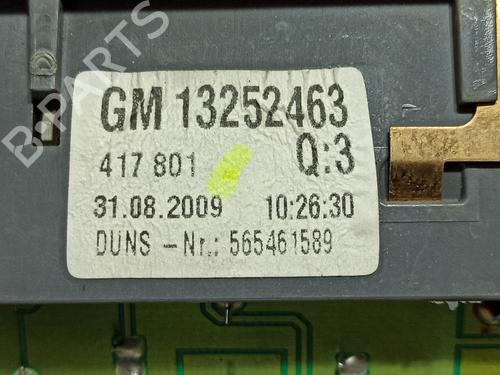 B-PARTS
GM 13252463
417 801 Q:3
31.08.2009 10:26:30
DUNS -Nr.: 565461589